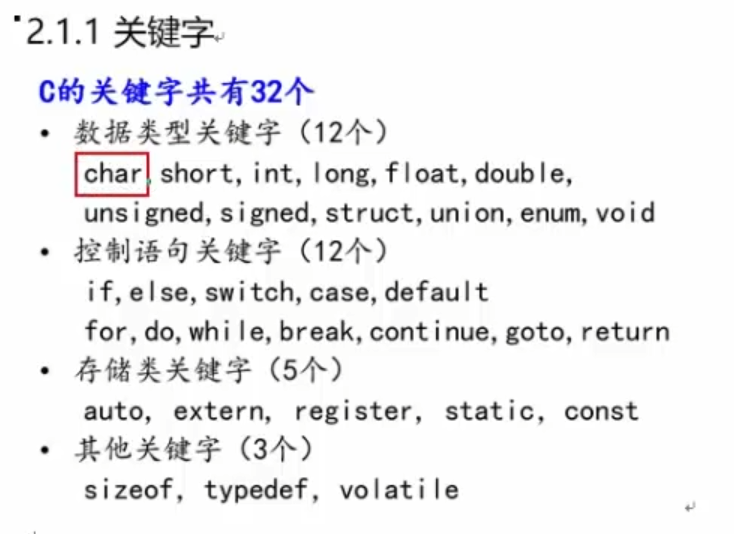 2.1.1 关键字
C的关键字共有32个
• 数据类型关键字（12个）
char, short, int, long, float, double,
unsigned, signed, struct, union, enum, void
• 控制语句关键字（12个）
if, else, switch, case, default
for, do, while, break, continue, goto, return
• 存储类关键字（5个）
auto, extern, register, static, const
• 其他关键字（3个）
sizeof, typedef, volatile